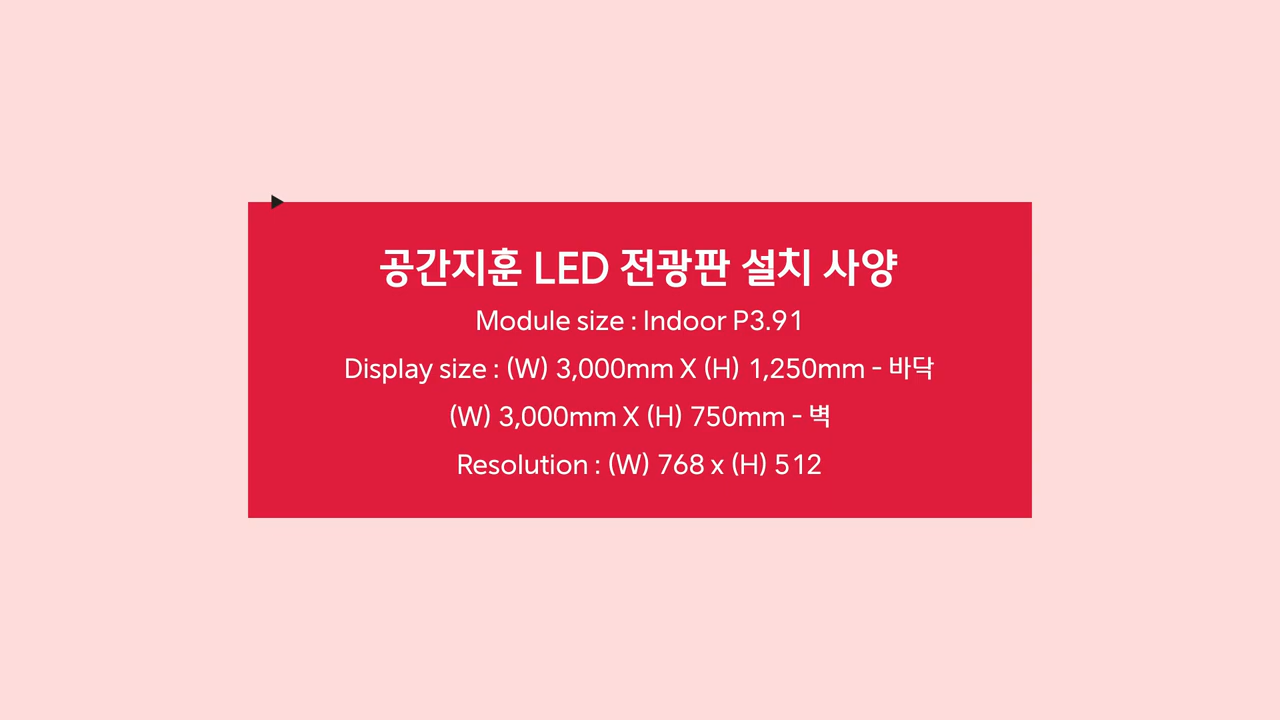 공간지훈 LED 전광판 설치 사양
Module size : Indoor P3.91
Display size : (W) 3,000mm X (H) 1,250mm - 바닥
(W) 3,000mm X (H) 750mm - 벽
Resolution : (W) 768 x (H) 512